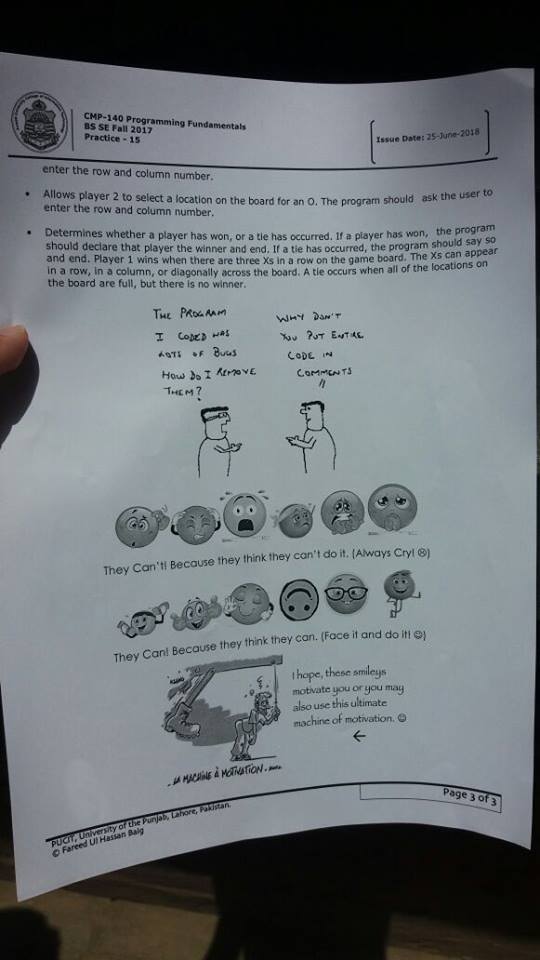 CMP-140 Programming Fundamentals
BS SE Fall 2017
Practice - 15
Issue Date: 25-June-2018
enter the row and column number.
• Allows player 2 to select a location on the board for an O. The program should ask the user to
enter the row and column number.
• Determines whether a player has won, or a tie has occurred. If a player has won, the program
should declare that player the winner and end. If a tie has occurred, the program should say so
and end. Player 1 wins when there are three Xs in a row on the game board. The Xs can appear
in a row, in a column, or diagonally across the board. A tie occurs when all of the locations on
the board are full, but there is no winner.
THE PROGRAM
I CODED HAS
LOTS OF BUGS
HOW DO I REMOVE
THEM?
WHY DON'T
YOU PUT ENTIRE
CODE IN
COMMENTS
//
They Can't! Because they think they can't do it. (Always Cry! ☹)
They Can! Because they think they can. (Face it and do it! ☺)
I hope, these smileys
motivate you or you may
also use this ultimate
machine of motivation. ☺
←
- LA MACHINE À MOTIVATION -
Page 3 of 3
PUCIT, University of the Punjab, Lahore, Pakistan.
© Fareed Ul Hassan Baig